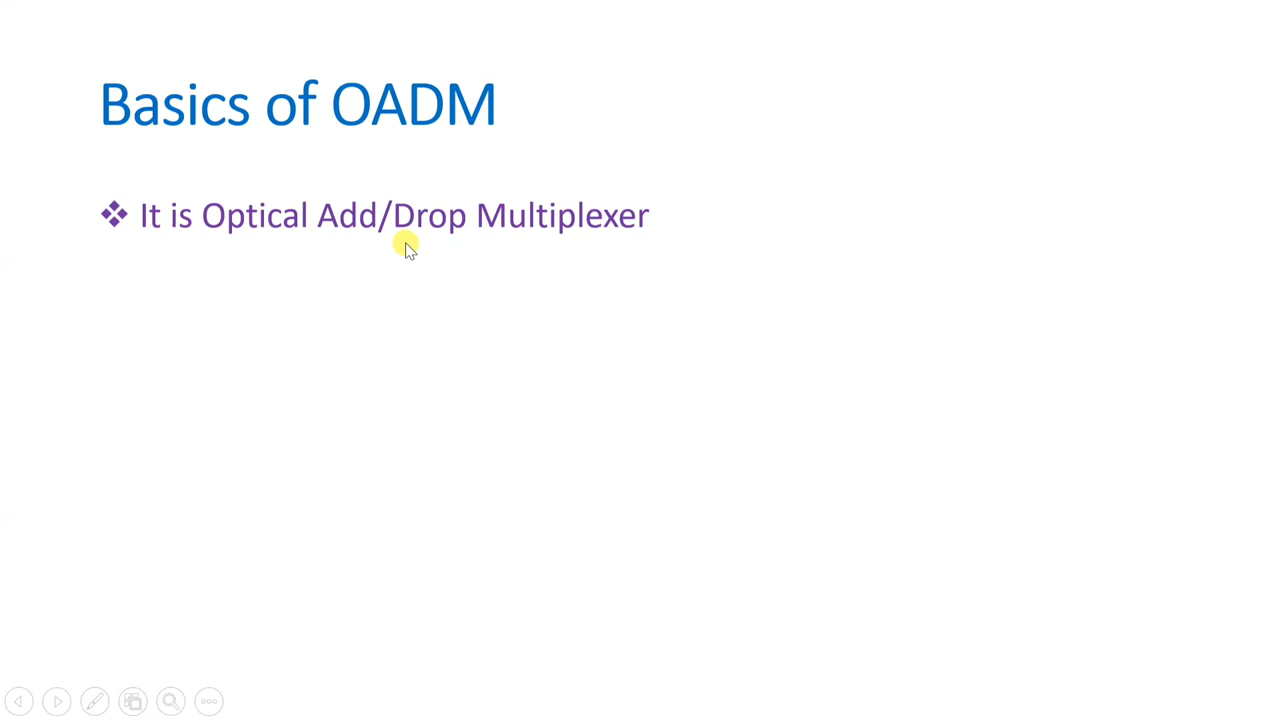 Basics of OADM
❖ It is Optical Add/Drop Multiplexer